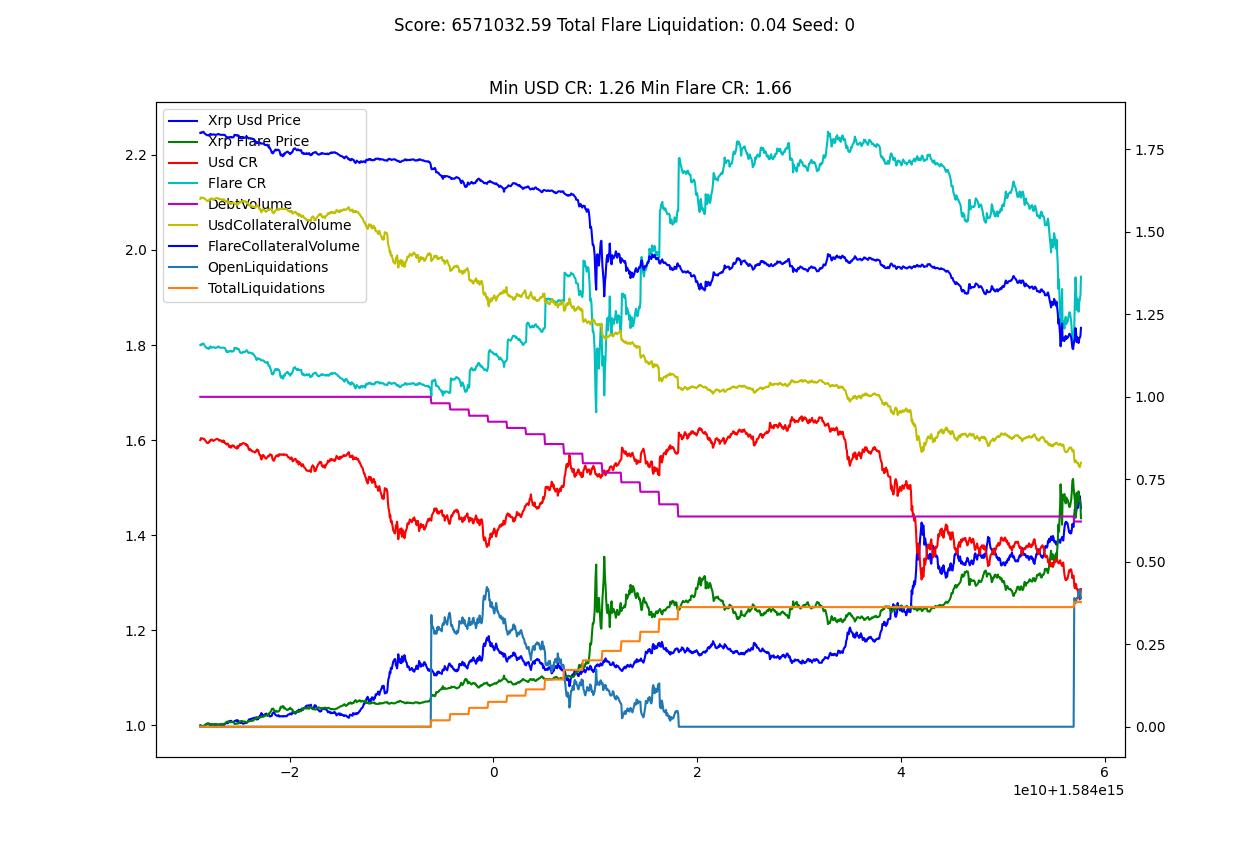 Score: 6571032.59 Total Flare Liquidation: 0.04 Seed: 0
Min USD CR: 1.26 Min Flare CR: 1.66
Xrp Usd Price
Xrp Flare Price
Usd CR
Flare CR
DebtVolume
UsdCollateralVolume
FlareCollateralVolume
OpenLiquidations
TotalLiquidations
2.2
2.0
1.8
1.6
1.4
1.2
1.0
1.75
1.50
1.25
1.00
0.75
0.50
0.25
0.00
−2 0 2 4 6
1e10+1.584e15